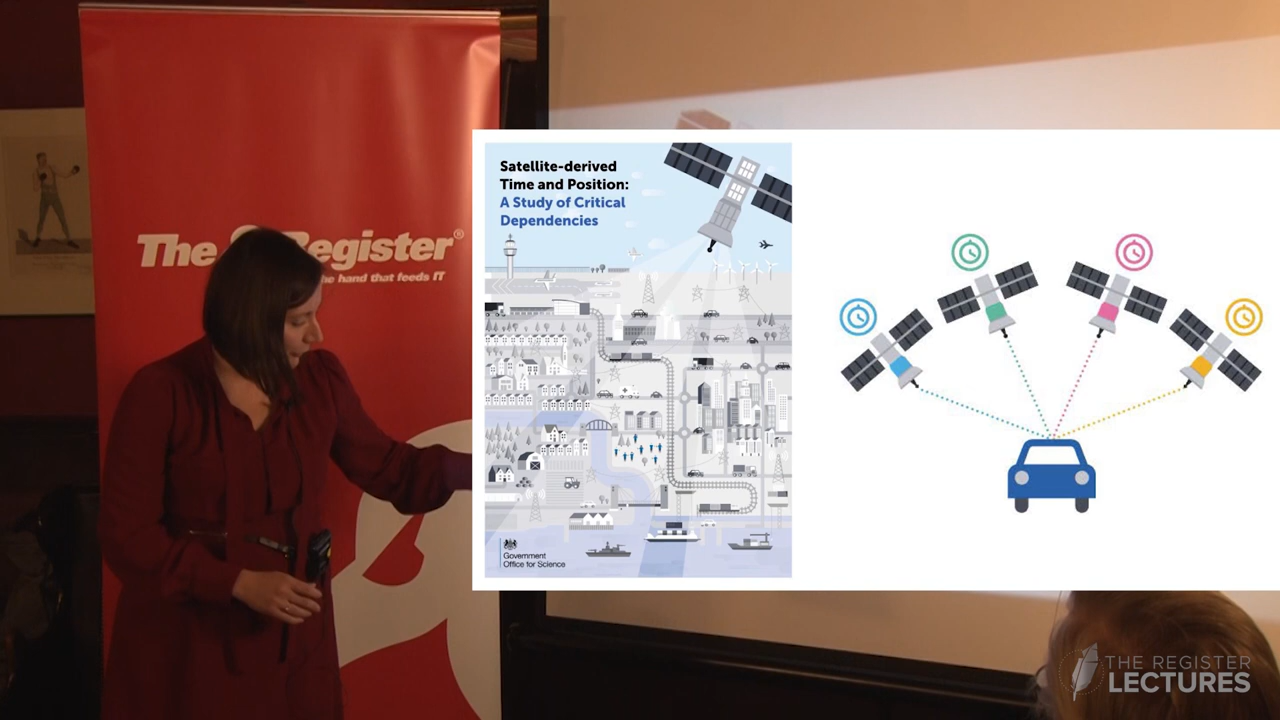 The Register®
he hand that feeds IT
Satellite-derived
Time and Position:
A Study of Critical
Dependencies
Government
Office for Science
THE REGISTER
LECTURES